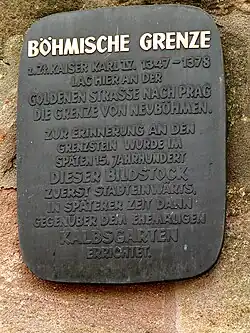 BÖHMISCHE GRENZE
z.Zt. KAISER KARL IV. 1347-1378
LAG HIER AN DER
GOLDENEN STRASSE NACH PRAG
DIE GRENZE VON NEUBÖHMEN.
ZUR ERINNERUNG AN DEN
GRENZSTEIN WURDE IM
SPÄTEN 15. JAHRHUNDERT
DIESER BILDSTOCK
ZUERST STADTEINWÄRTS,
IN SPÄTERER ZEIT DANN
GEGENÜBER DEM EHEMALIGEN
KALBSGARTEN
ERRICHTET.